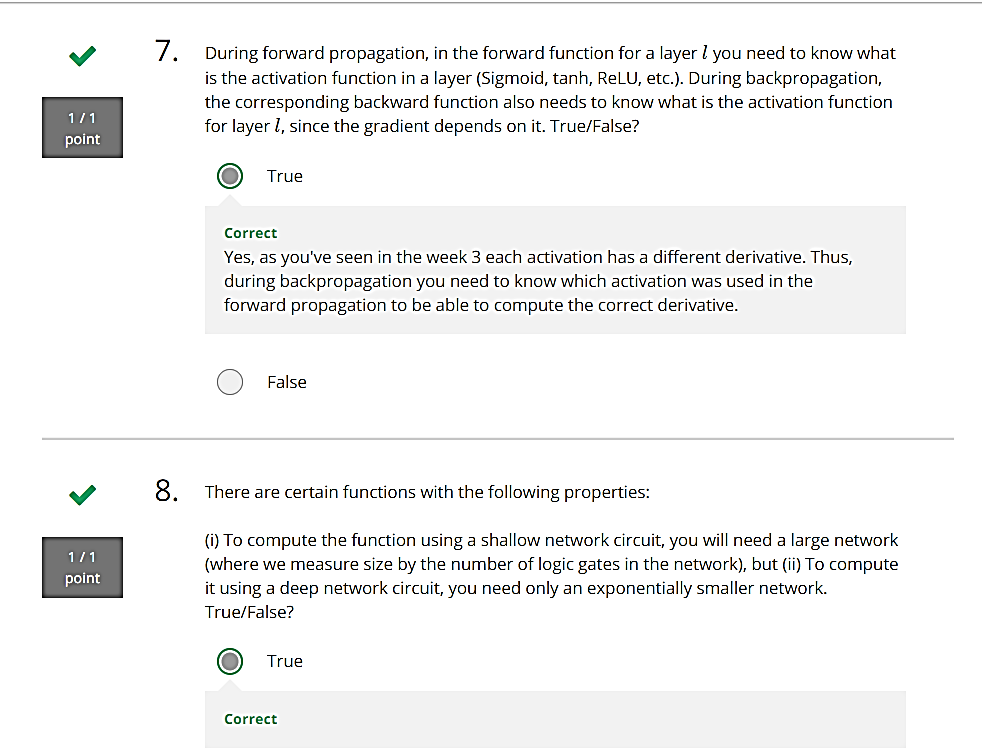 7. During forward propagation, in the forward function for a layer l you need to know what
is the activation function in a layer (Sigmoid, tanh, ReLU, etc.). During backpropagation,
1 / 1
point
the corresponding backward function also needs to know what is the activation function
for layer l, since the gradient depends on it. True/False?
True
Correct
Yes, as you've seen in the week 3 each activation has a different derivative. Thus,
during backpropagation you need to know which activation was used in the
forward propagation to be able to compute the correct derivative.
False
8. There are certain functions with the following properties:
1 / 1
point
(i) To compute the function using a shallow network circuit, you will need a large network
(where we measure size by the number of logic gates in the network), but (ii) To compute
it using a deep network circuit, you need only an exponentially smaller network.
True/False?
True
Correct